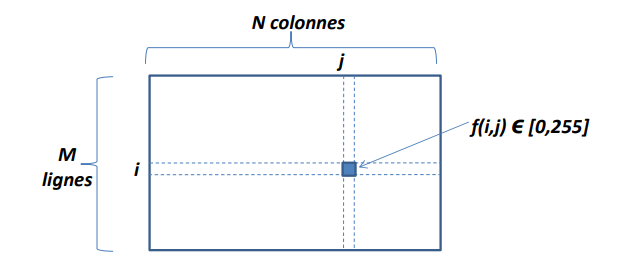 N colonnes
j
f(i,j) ∈ [0,255]
M
lignes
i